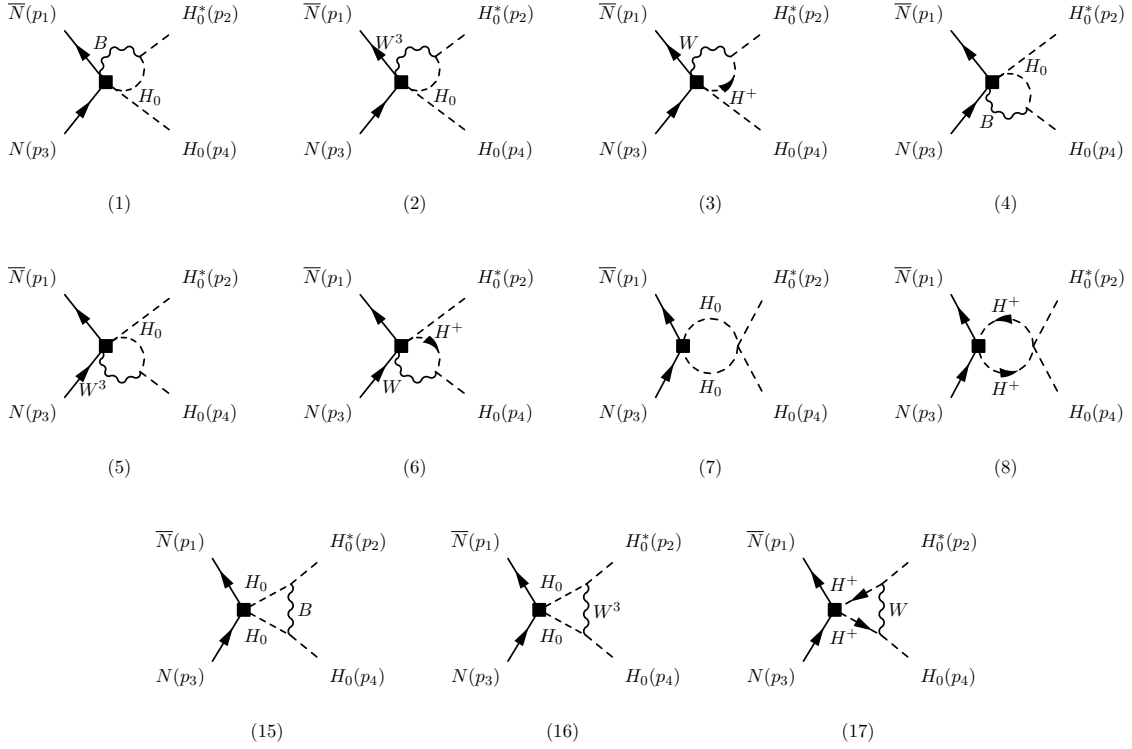 N̅(p₁) H₀*(p₂) N̅(p₁) H₀*(p₂) N̅(p₁) H₀*(p₂) N̅(p₁) H₀*(p₂)
B W³ W H₀
H₀ H₀ H⁺ B
N(p₃) H₀(p₄) N(p₃) H₀(p₄) N(p₃) H₀(p₄) N(p₃) H₀(p₄)
(1) (2) (3) (4)
N̅(p₁) H₀*(p₂) N̅(p₁) H₀*(p₂) N̅(p₁) H₀*(p₂) N̅(p₁) H₀*(p₂)
H₀ H⁺ H₀ H⁺
W³ W H₀ H⁺
N(p₃) H₀(p₄) N(p₃) H₀(p₄) N(p₃) H₀(p₄) N(p₃) H₀(p₄)
(5) (6) (7) (8)
N̅(p₁) H₀*(p₂) N̅(p₁) H₀*(p₂) N̅(p₁) H₀*(p₂)
H₀ H₀ H⁺
B W³ W
H₀ H₀ H⁺
N(p₃) H₀(p₄) N(p₃) H₀(p₄) N(p₃) H₀(p₄)
(15) (16) (17)